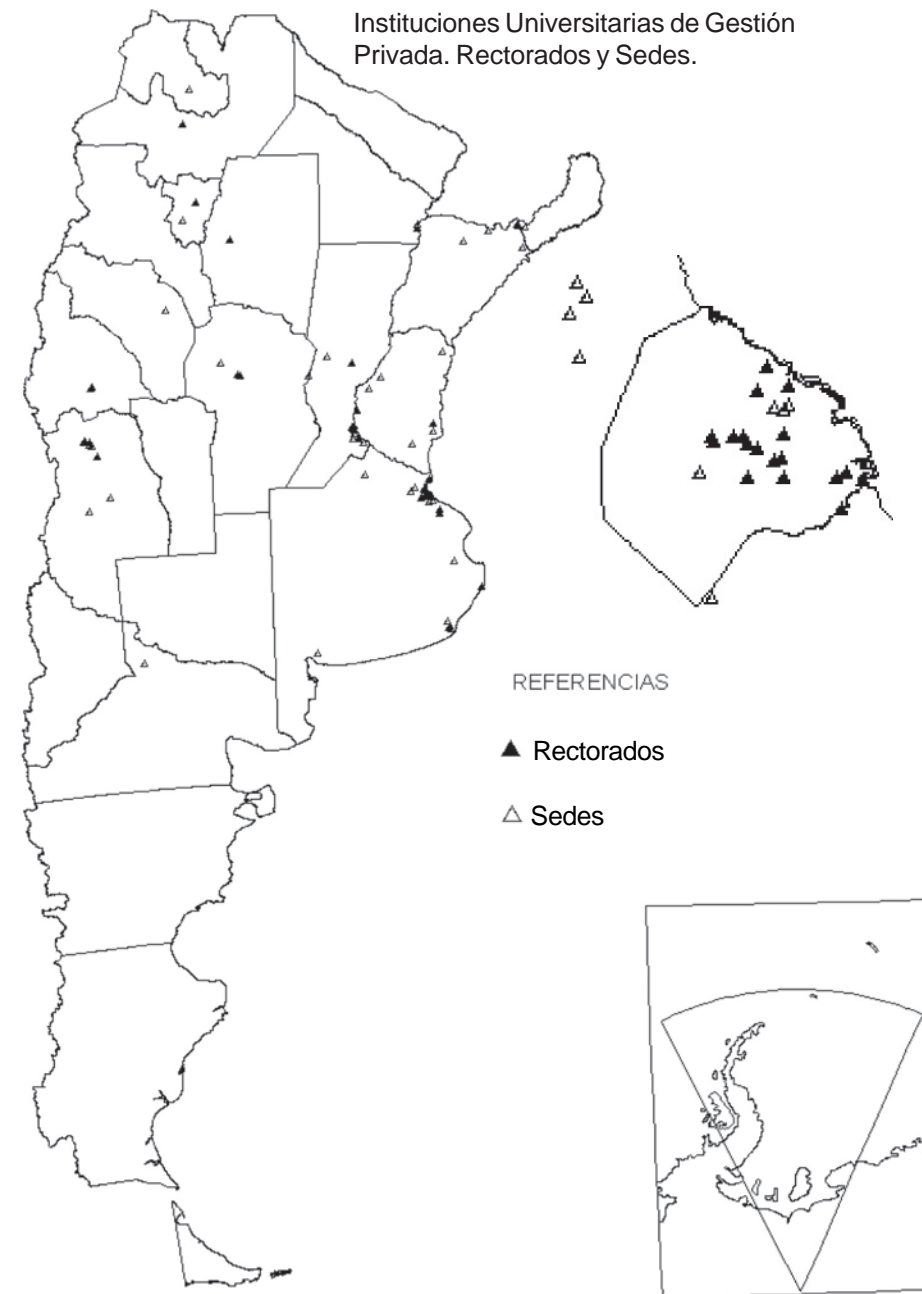 Instituciones Universitarias de Gestión
Privada. Rectorados y Sedes.
REFERENCIAS
Rectorados
Sedes